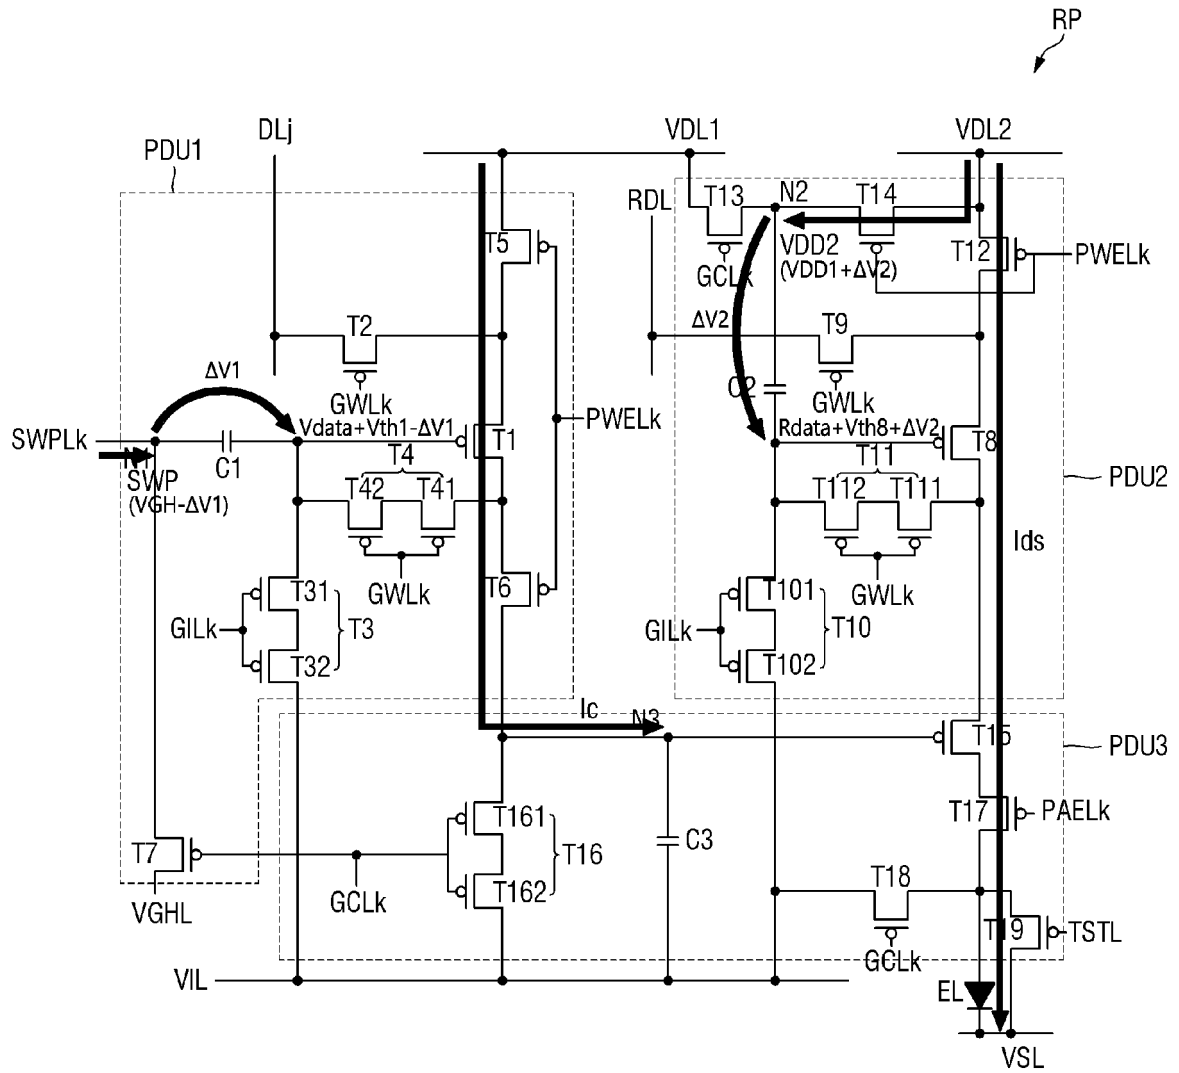 RP
DLj
VDL1
VDL2
PDU1
RDL
T13
N2
T14
T5
VDD2
(VDD1+ΔV2)
T12
PWELk
GCLk
T2
ΔV2
T9
ΔV1
GWLk
C2
GWLk
SWPLk
Vdata+Vth1-ΔV1
T1
PWELk
Rdata+Vth8+ΔV2
T8
C1
T4
T11
PDU2
SWP
(VGH-ΔV1)
T42
T41
T112
T111
Ids
GWLk
T6
GWLk
T31
T101
GILk
T3
GILk
T10
T32
T102
Ic
N3
T15
PDU3
T161
T17
PAELk
T7
T16
C3
T162
T18
VGHL
GCLk
T19
TSTL
GCLk
VIL
EL
VSL